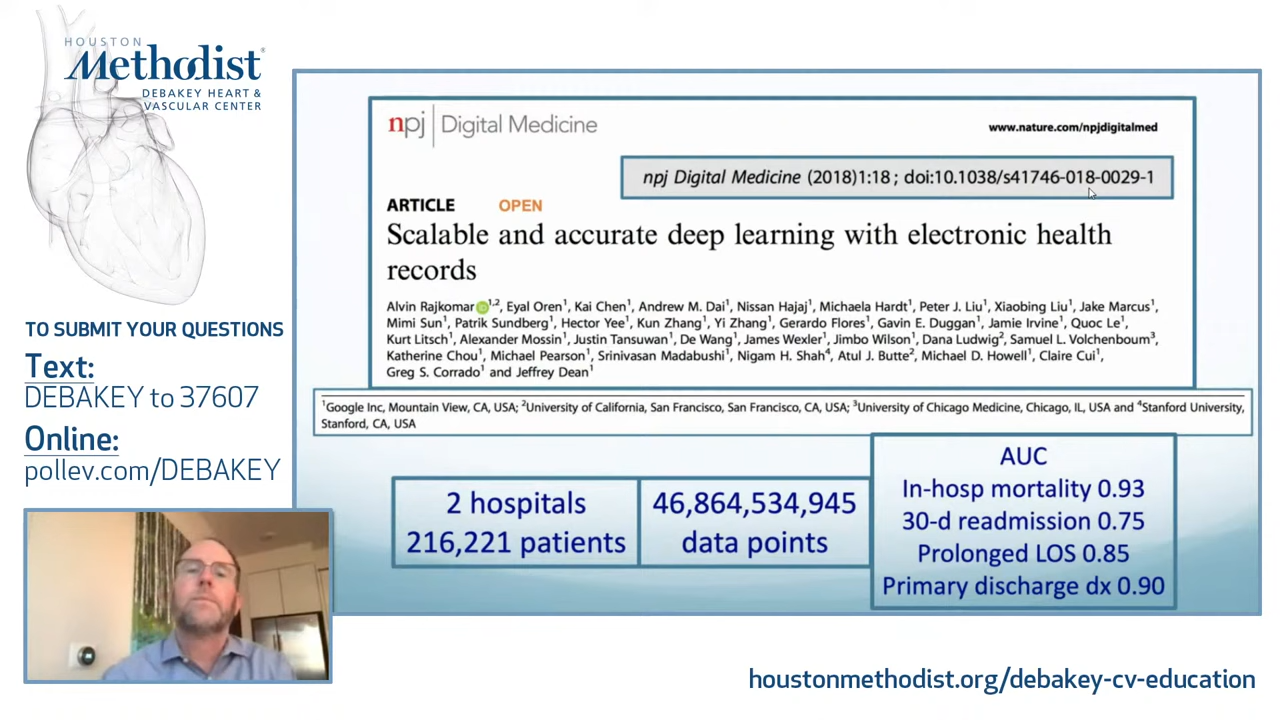 HOUSTON
Methodist®
DEBAKEY HEART &
VASCULAR CENTER
TO SUBMIT YOUR QUESTIONS
Text:
DEBAKEY to 37607
Online:
pollev.com/DEBAKEY
npj | Digital Medicine
www.nature.com/npjdigitalmed
npj Digital Medicine (2018)1:18 ; doi:10.1038/s41746-018-0029-1
ARTICLE OPEN
Scalable and accurate deep learning with electronic health
records
Alvin Rajkomar 1,2, Eyal Oren1, Kai Chen1, Andrew M. Dai1, Nissan Hajaj1, Michaela Hardt1, Peter J. Liu1, Xiaobing Liu1, Jake Marcus1,
Mimi Sun1, Patrik Sundberg1, Hector Yee1, Kun Zhang1, Yi Zhang1, Gerardo Flores1, Gavin E. Duggan1, Jamie Irvine1, Quoc Le1,
Kurt Litsch1, Alexander Mossin1, Justin Tansuwan1, De Wang1, James Wexler1, Jimbo Wilson1, Dana Ludwig2, Samuel L. Volchenboum3,
Katherine Chou1, Michael Pearson1, Srinivasan Madabushi1, Nigam H. Shah4, Atul J. Butte2, Michael D. Howell1, Claire Cui1,
Greg S. Corrado1 and Jeffrey Dean1
1Google Inc, Mountain View, CA, USA; 2University of California, San Francisco, San Francisco, CA, USA; 3University of Chicago Medicine, Chicago, IL, USA and 4Stanford University,
Stanford, CA, USA
2 hospitals
216,221 patients
46,864,534,945
data points
AUC
In-hosp mortality 0.93
30-d readmission 0.75
Prolonged LOS 0.85
Primary discharge dx 0.90
houstonmethodist.org/debakey-cv-education